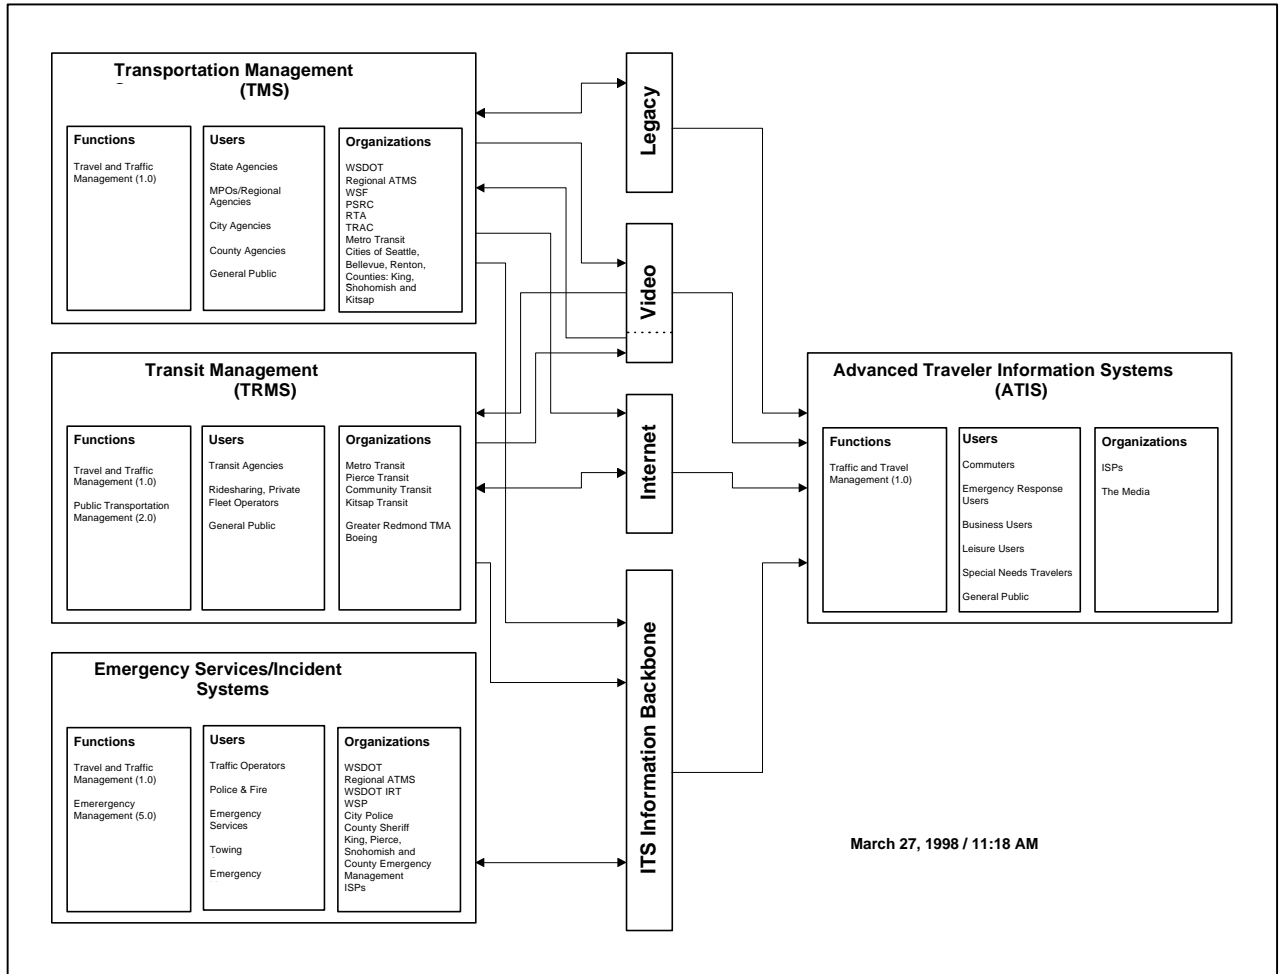 Transportation Management
(TMS)
Functions
Travel and Traffic
Management (1.0)
Users
State Agencies
MPOs/Regional
Agencies
City Agencies
County Agencies
General Public
Organizations
WSDOT
Regional ATMS
WSF
PSRC
RTA
TRAC
Metro Transit
Cities of Seattle,
Bellevue, Renton,
Counties: King,
Snohomish and
Kitsap
Transit Management
(TRMS)
Functions
Travel and Traffic
Management (1.0)
Public Transportation
Management (2.0)
Users
Transit Agencies
Ridesharing, Private
Fleet Operators
General Public
Organizations
Metro Transit
Pierce Transit
Community Transit
Kitsap Transit
Greater Redmond TMA
Boeing
Emergency Services/Incident
Systems
Functions
Travel and Traffic
Management (1.0)
Emerergency
Management (5.0)
Users
Traffic Operators
Police & Fire
Emergency
Services
Towing
Emergency
Organizations
WSDOT
Regional ATMS
WSDOT IRT
WSP
City Police
County Sheriff
King, Pierce,
Snohomish and
County Emergency
Management
ISPs
Legacy
Video
Internet
ITS Information Backbone
Advanced Traveler Information Systems
(ATIS)
Functions
Traffic and Travel
Management (1.0)
Users
Commuters
Emergency Response
Users
Business Users
Leisure Users
Special Needs Travelers
General Public
Organizations
ISPs
The Media
March 27, 1998 / 11:18 AM